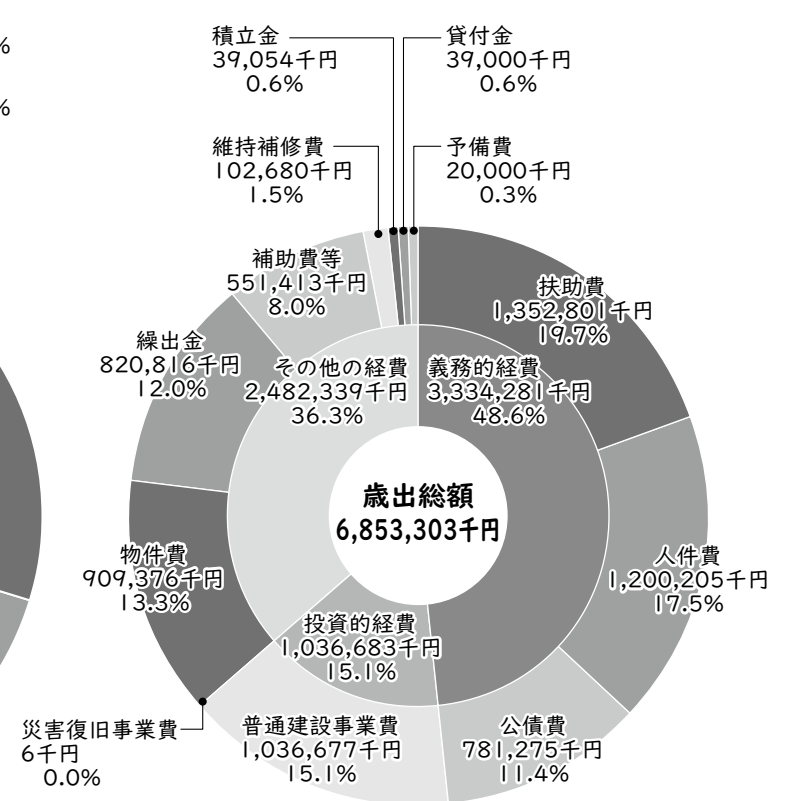 %
%
積立金
39,054千円
0.6%
貸付金
39,000千円
0.6%
維持補修費
102,680千円
1.5%
予備費
20,000千円
0.3%
補助費等
551,413千円
8.0%
扶助費
1,352,801千円
19.7%
繰出金
820,816千円
12.0%
その他の経費
2,482,339千円
36.3%
義務的経費
3,334,281千円
48.6%
歳出総額
6,853,303千円
物件費
909,376千円
13.3%
人件費
1,200,205千円
17.5%
投資的経費
1,036,683千円
15.1%
災害復旧事業費
6千円
0.0%
普通建設事業費
1,036,677千円
15.1%
公債費
781,275千円
11.4%